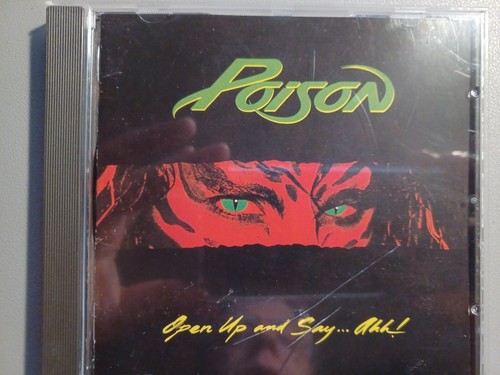 Poison
Open Up and Say... Ahh!